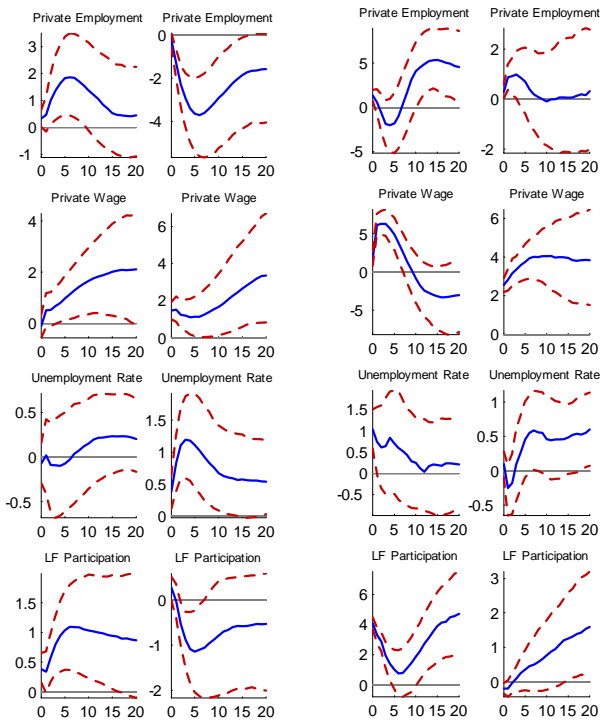 Private Employment Private Employment Private Employment Private Employment
3 0 5 2
2 -2 0 0
1 -4 -5 -2
0
-1
0 5 10 15 20 0 5 10 15 20 0 5 10 15 20 0 5 10 15 20
Private Wage Private Wage Private Wage Private Wage
4 6 5 6
2 4 0 4
0 2 -5 2
0 0
0 5 10 15 20 0 5 10 15 20 0 5 10 15 20 0 5 10 15 20
Unemployment Rate Unemployment Rate Unemployment Rate Unemployment Rate
0.5 1.5 1.5 1
0 1 1 0.5
-0.5 0.5 0.5 0
0 0 -0.5
-0.5
0 5 10 15 20 0 5 10 15 20 0 5 10 15 20 0 5 10 15 20
LF Participation LF Participation LF Participation LF Participation
1.5 0 6 3
1 -1 4 2
0.5 -2 2 1
0 0 0
0 5 10 15 20 0 5 10 15 20 0 5 10 15 20 0 5 10 15 20